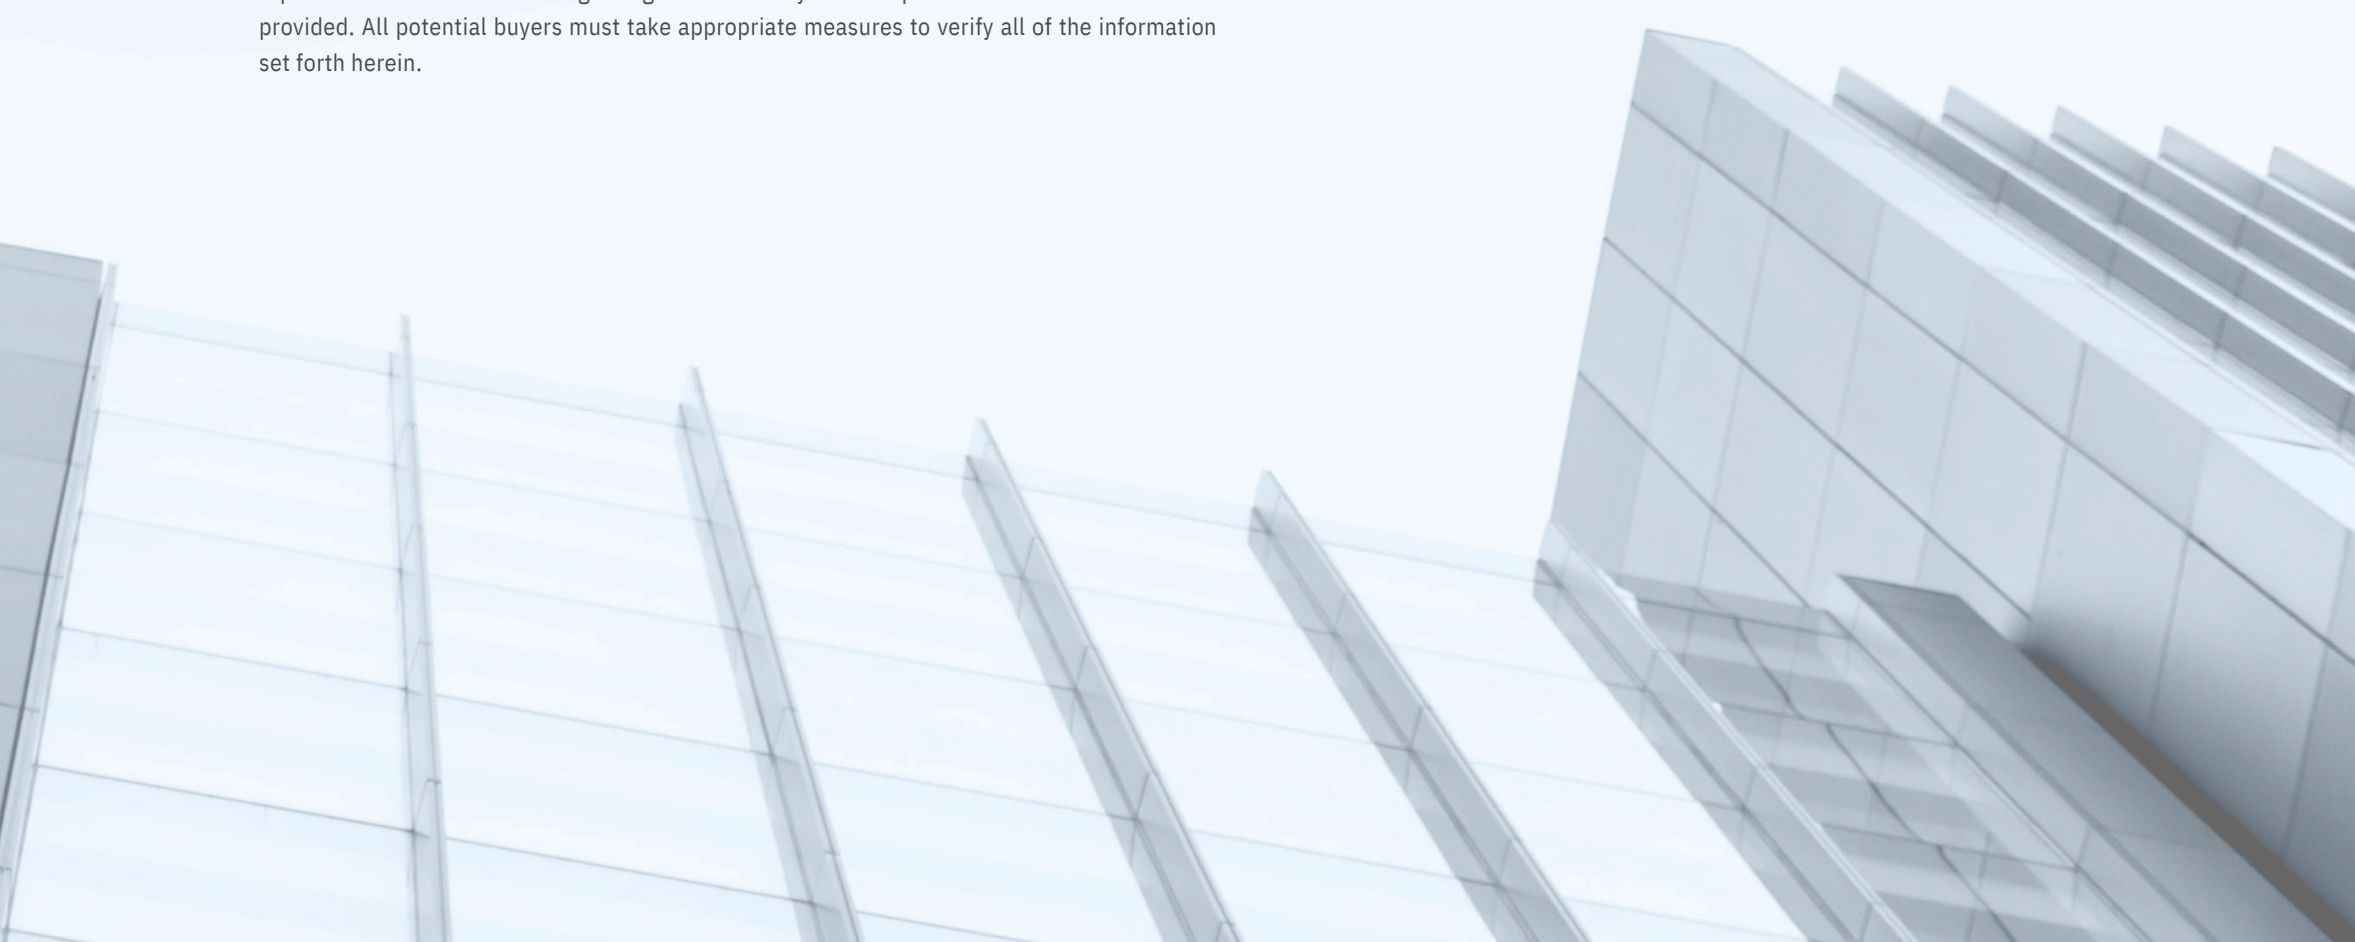 provided. All potential buyers must take appropriate measures to verify all of the information
set forth herein.